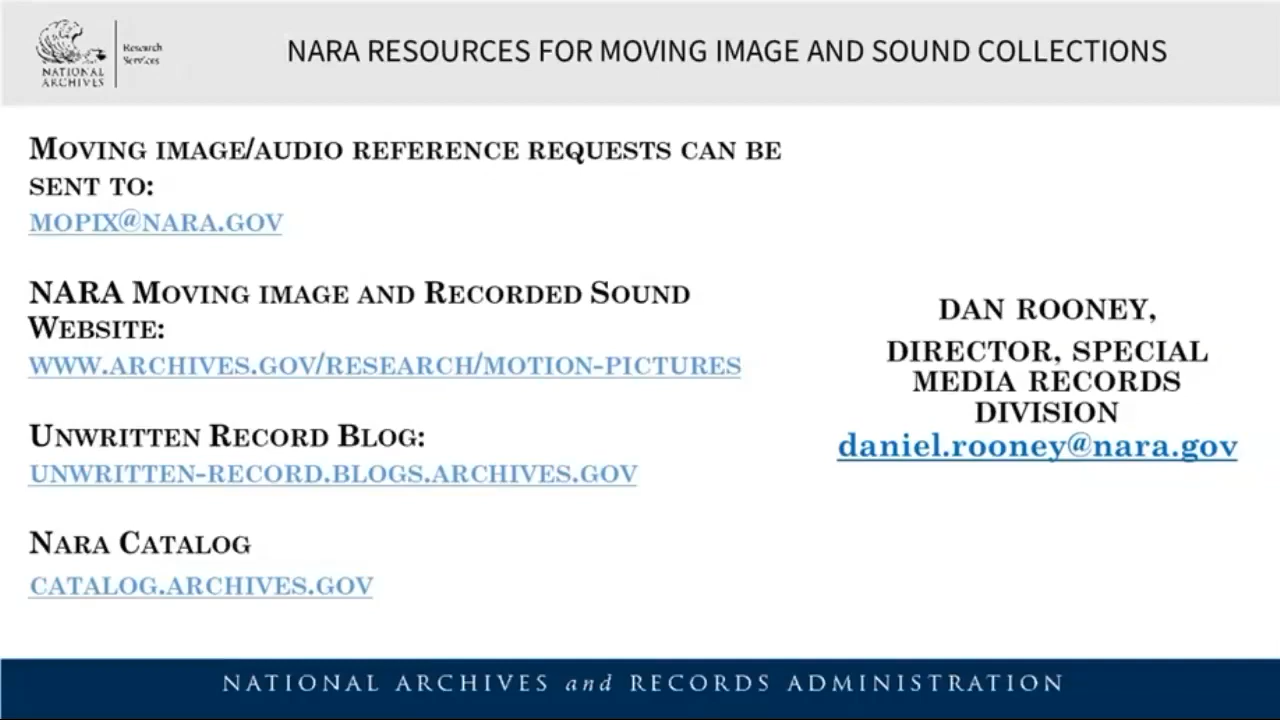 NATIONAL
ARCHIVES
Research
Services
NARA RESOURCES FOR MOVING IMAGE AND SOUND COLLECTIONS
MOVING IMAGE/AUDIO REFERENCE REQUESTS CAN BE
SENT TO:
MOPIX@NARA.GOV
NARA MOVING IMAGE AND RECORDED SOUND
WEBSITE:
WWW.ARCHIVES.GOV/RESEARCH/MOTION-PICTURES
UNWRITTEN RECORD BLOG:
UNWRITTEN-RECORD.BLOGS.ARCHIVES.GOV
NARA CATALOG
CATALOG.ARCHIVES.GOV
DAN ROONEY,
DIRECTOR, SPECIAL
MEDIA RECORDS
DIVISION
daniel.rooney@nara.gov
NATIONAL ARCHIVES and RECORDS ADMINISTRATION